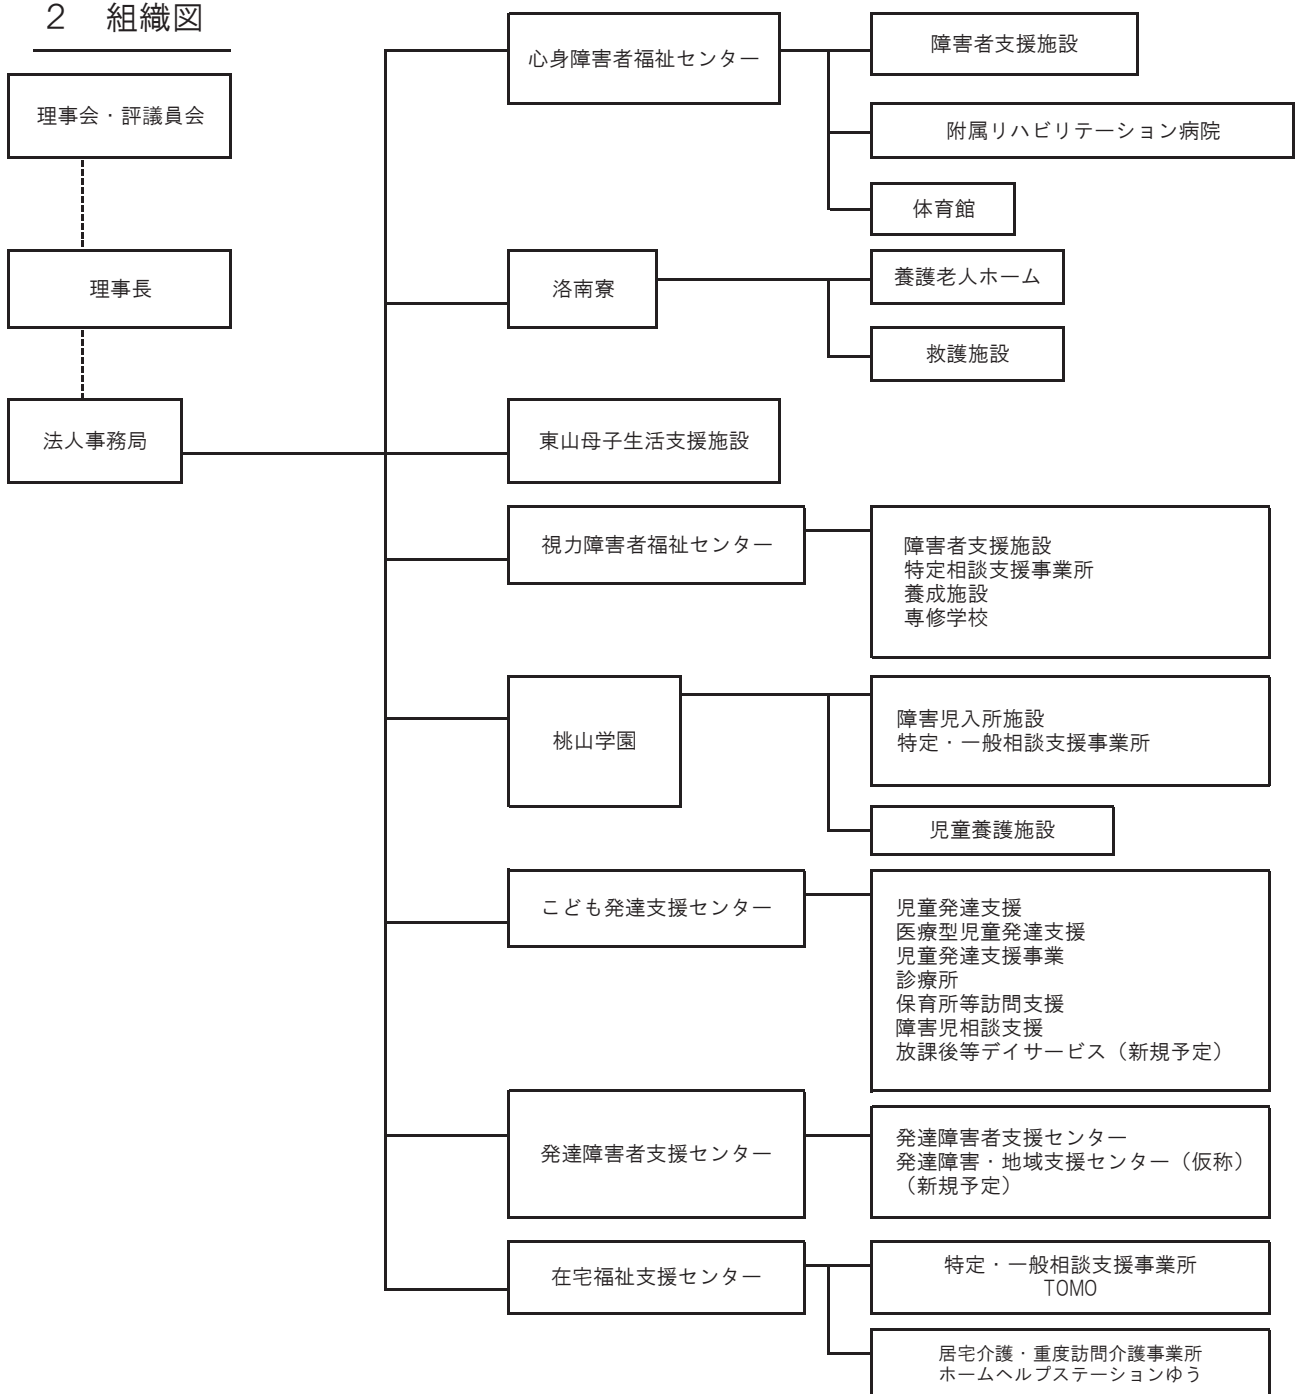 2 組織図
理事会・評議員会
理事長
法人事務局
心身障害者福祉センター
障害者支援施設
附属リハビリテーション病院
体育館
洛南寮
養護老人ホーム
救護施設
東山母子生活支援施設
視力障害者福祉センター
障害者支援施設
特定相談支援事業所
養成施設
専修学校
桃山学園
障害児入所施設
特定・一般相談支援事業所
児童養護施設
こども発達支援センター
児童発達支援
医療型児童発達支援
児童発達支援事業
診療所
保育所等訪問支援
障害児相談支援
放課後等デイサービス（新規予定）
発達障害者支援センター
発達障害者支援センター
発達障害・地域支援センター（仮称）
（新規予定）
在宅福祉支援センター
特定・一般相談支援事業所
TOMO
居宅介護・重度訪問介護事業所
ホームヘルプステーションゆう